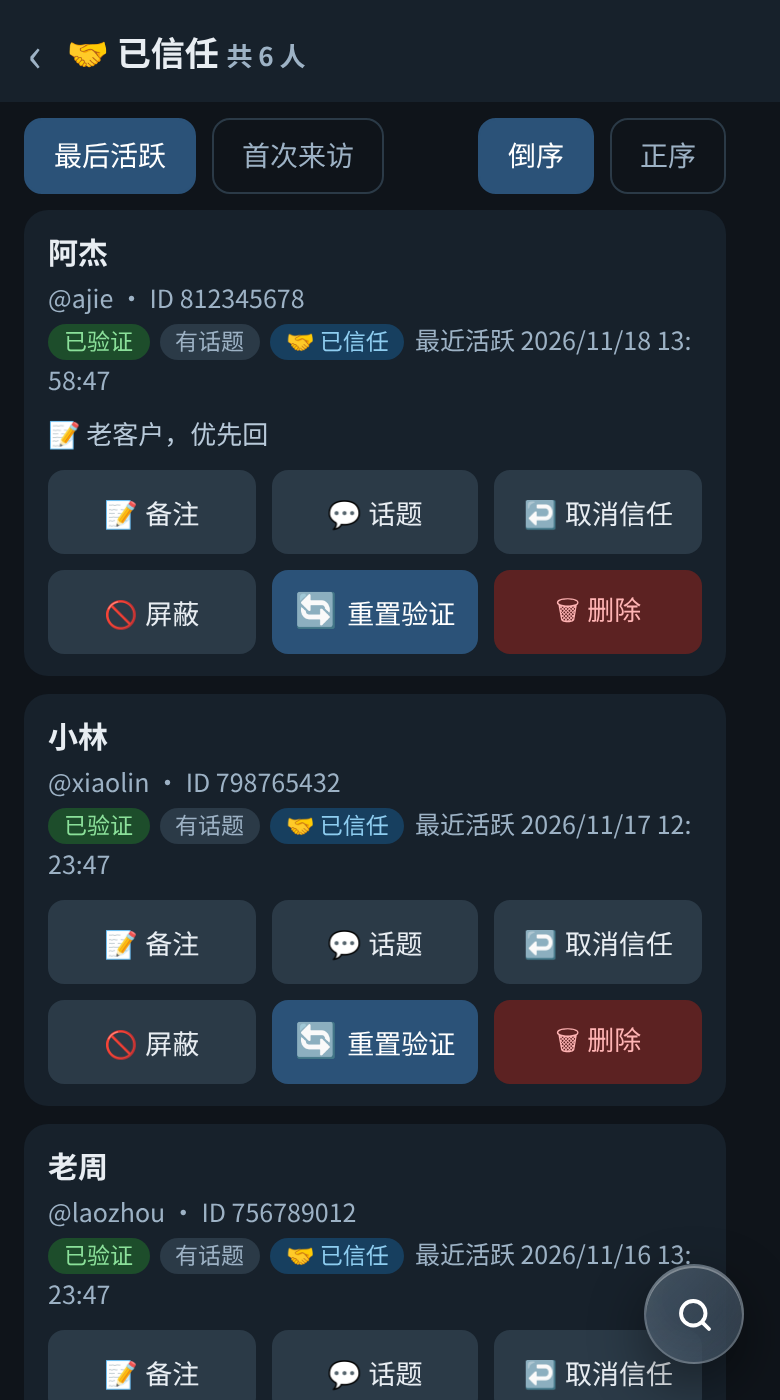 ‹ 🤝 已信任 共 6 人
最后活跃 首次来访 倒序 正序
阿杰
@ajie • ID 812345678
已验证 有话题 🤝 已信任 最近活跃 2026/11/18 13:
58:47
📝 老客户，优先回
📝 备注 💬 话题 ↩️ 取消信任
🚫 屏蔽 🔄 重置验证 🗑 删除
小林
@xiaolin • ID 798765432
已验证 有话题 🤝 已信任 最近活跃 2026/11/17 12:
23:47
📝 备注 💬 话题 ↩️ 取消信任
🚫 屏蔽 🔄 重置验证 🗑 删除
老周
@laozhou • ID 756789012
已验证 有话题 🤝 已信任 最近活跃 2026/11/16 13:
23:47
📝 备注 💬 话题 ↩️ 取消信任